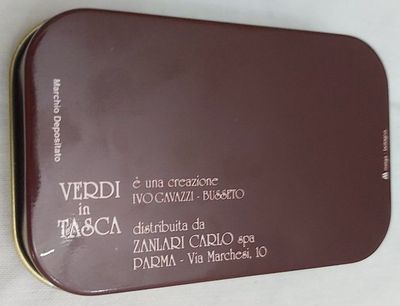 Marchio Depositato
VERDI
in
TASCA
è una creazione
IVO GAVAZZI - BUSSETO
distribuita da
ZANLARI CARLO spa
PARMA - Via Marchesi, 10